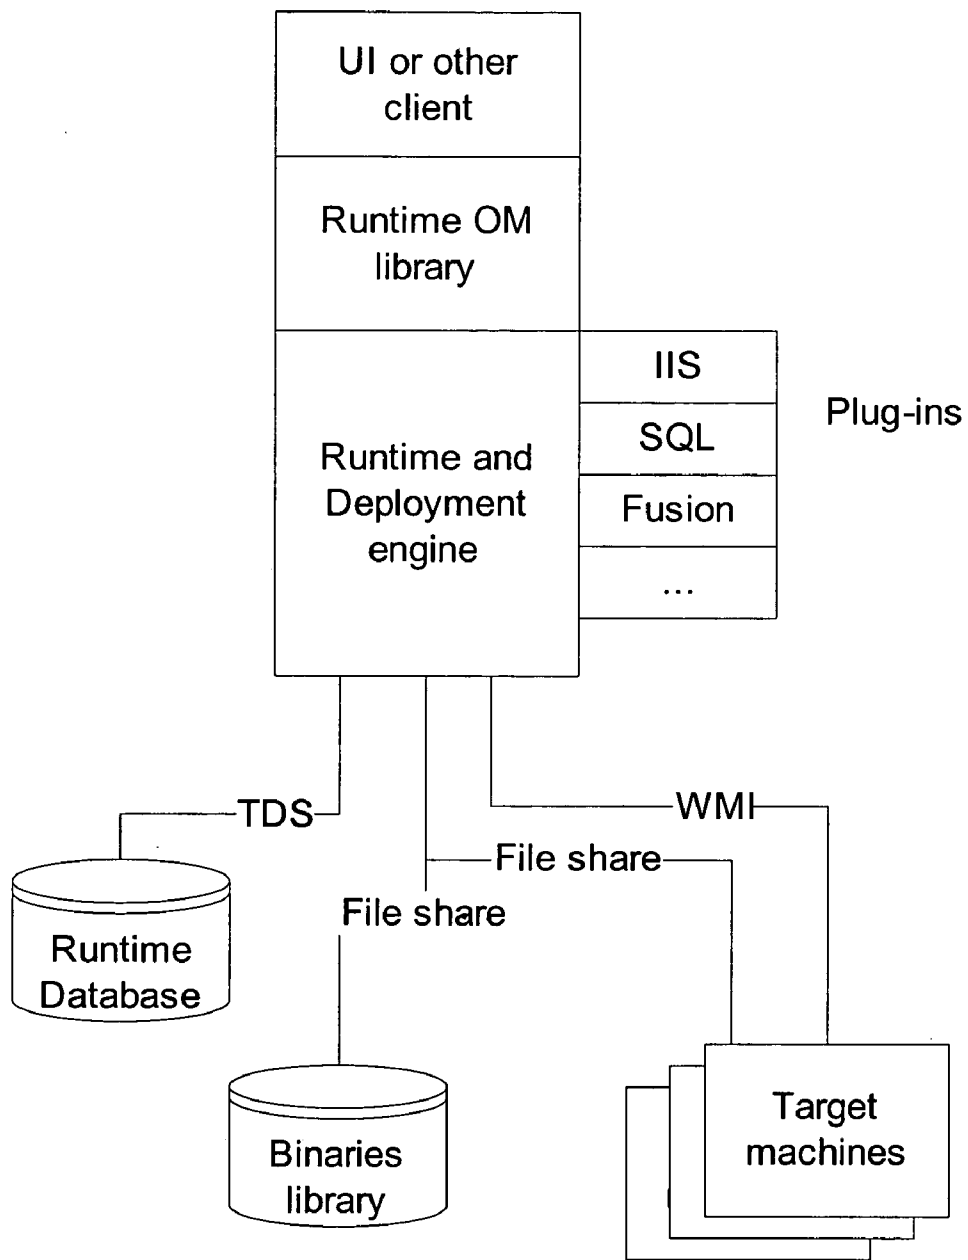 UI or other
client
Runtime OM
library
IIS
Plug-ins
SQL
Runtime and
Deployment
engine
Fusion
...
TDS
WMI
File share
File share
Runtime
Database
Binaries
library
Target
machines